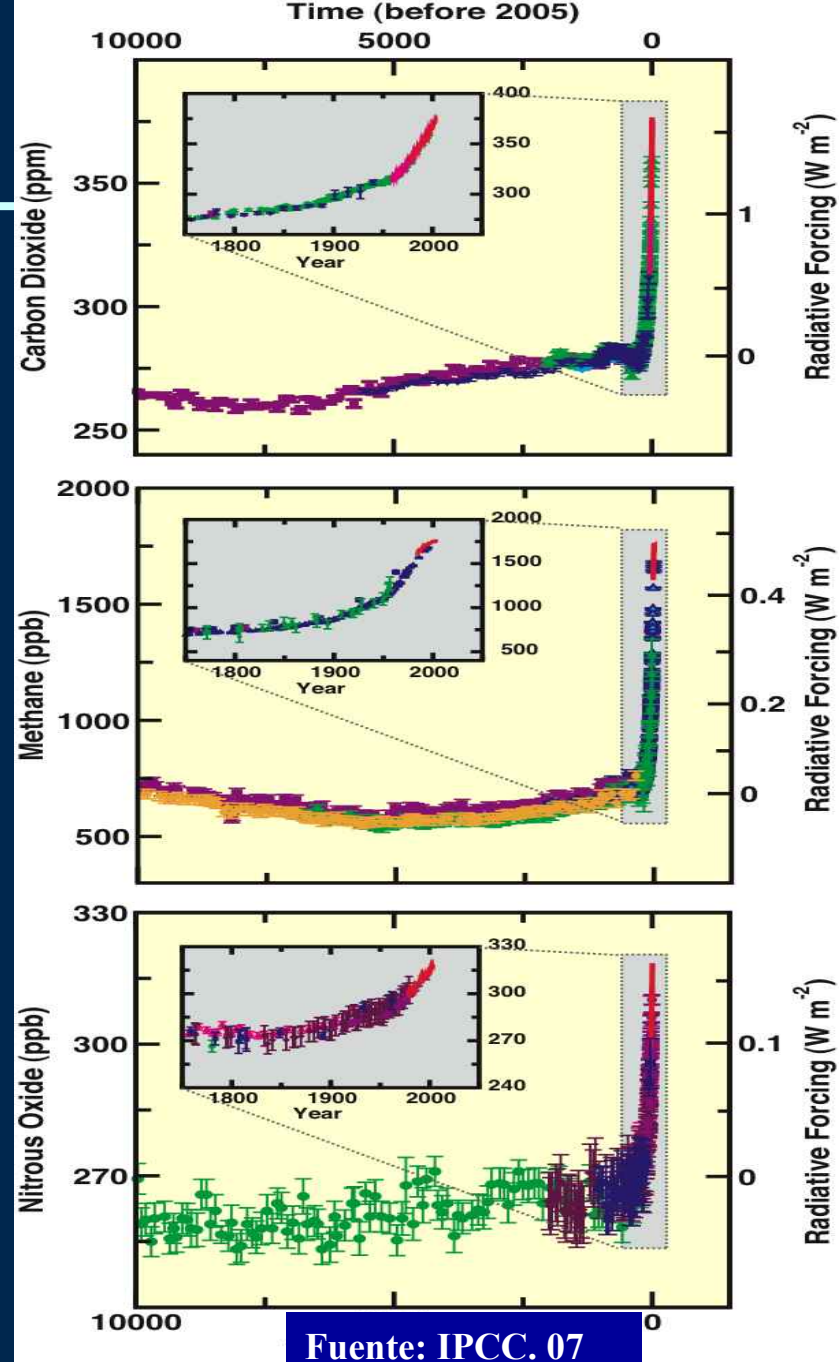 Time (before 2005)
10000 5000 0
Carbon Dioxide (ppm)
350
300
250
400
350
300
1800 1900 2000
Year
1
0
Radiative Forcing (W m-2)
Methane (ppb)
2000
1500
1000
500
2000
1500
1000
500
1800 1900 2000
Year
0.4
0.2
0
Radiative Forcing (W m-2)
Nitrous Oxide (ppb)
330
300
270
330
300
270
240
1800 1900 2000
Year
0.1
0
Radiative Forcing (W m-2)
10000 0
Fuente: IPCC. 07